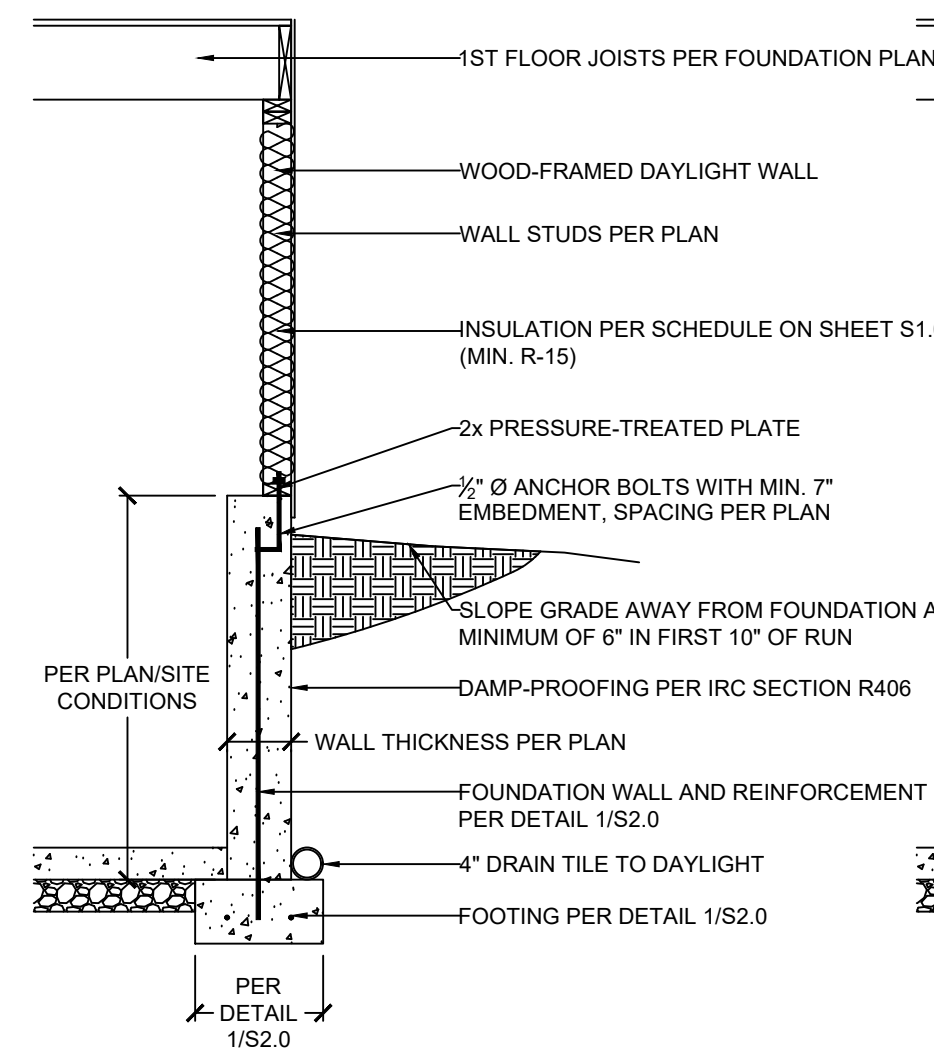 1ST FLOOR JOISTS PER FOUNDATION PLAN
WOOD-FRAMED DAYLIGHT WALL
WALL STUDS PER PLAN
INSULATION PER SCHEDULE ON SHEET S1.
(MIN. R-15)
2x PRESSURE-TREATED PLATE
½" Ø ANCHOR BOLTS WITH MIN. 7"
EMBEDMENT, SPACING PER PLAN
SLOPE GRADE AWAY FROM FOUNDATION A
MINIMUM OF 6" IN FIRST 10" OF RUN
PER PLAN/SITE
CONDITIONS
DAMP-PROOFING PER IRC SECTION R406
WALL THICKNESS PER PLAN
FOUNDATION WALL AND REINFORCEMENT
PER DETAIL 1/S2.0
4" DRAIN TILE TO DAYLIGHT
FOOTING PER DETAIL 1/S2.0
PER
DETAIL
1/S2.0